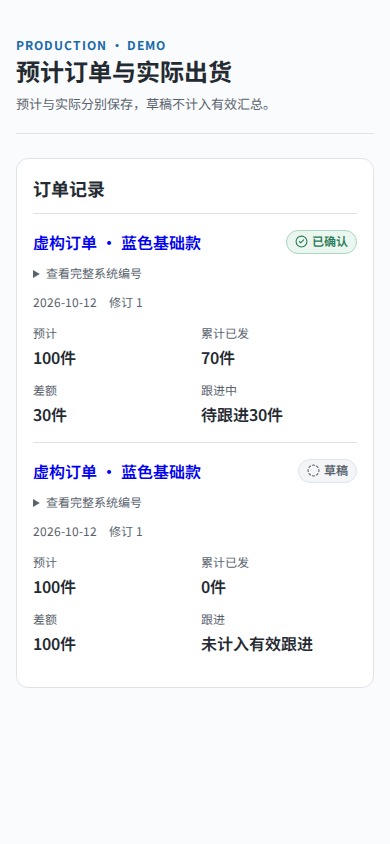 PRODUCTION · DEMO
预计订单与实际出货
预计与实际分别保存，草稿不计入有效汇总。
订单记录
虚构订单 · 蓝色基础款
已确认
查看完整系统编号
2026-10-12 修订 1
预计
累计已发
100件
70件
差额
跟进中
30件
待跟进30件
虚构订单 · 蓝色基础款
草稿
查看完整系统编号
2026-10-12 修订 1
预计
累计已发
100件
0件
差额
跟进
100件
未计入有效跟进